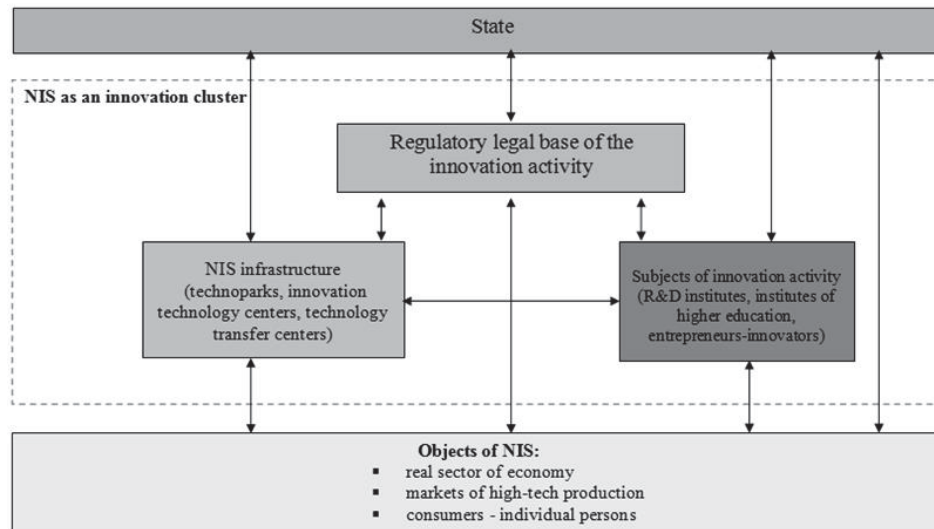 State
NIS as an innovation cluster
Regulatory legal base of the
innovation activity
NIS infrastructure
(technoparks, innovation
technology centers, technology
transfer centers)
Subjects of innovation activity
(R&D institutes, institutes of
higher education,
entrepreneurs-innovators)
Objects of NIS:
▪ real sector of economy
▪ markets of high-tech production
▪ consumers - individual persons